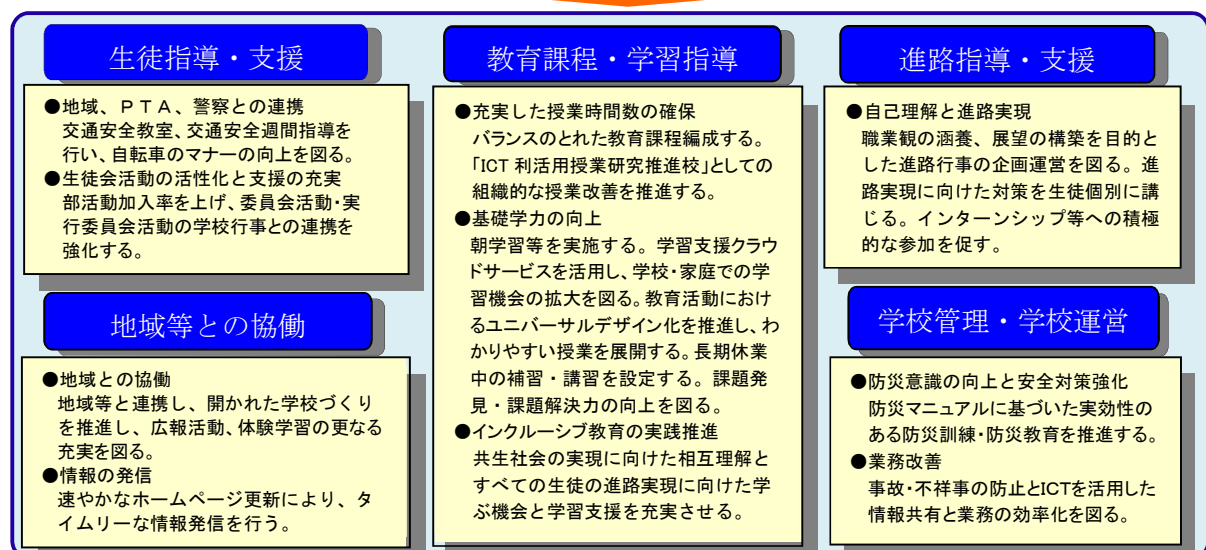 生徒指導・支援
●地域、ＰＴＡ、警察との連携
交通安全教室、交通安全週間指導を
行い、自転車のマナーの向上を図る。
●生徒会活動の活性化と支援の充実
部活動加入率を上げ、委員会活動・実
行委員会活動の学校行事との連携を
強化する。
地域等との協働
●地域との協働
地域等と連携し、開かれた学校づくり
を推進し、広報活動、体験学習の更なる
充実を図る。
●情報の発信
速やかなホームページ更新により、タ
イムリーな情報発信を行う。
教育課程・学習指導
●充実した授業時間数の確保
バランスのとれた教育課程編成する。
「ICT 利活用授業研究推進校」としての
組織的な授業改善を推進する。
●基礎学力の向上
朝学習等を実施する。学習支援クラウ
ドサービスを活用し、学校・家庭での学
習機会の拡大を図る。教育活動におけ
るユニバーサルデザイン化を推進し、わ
かりやすい授業を展開する。長期休業
中の補習・講習を設定する。課題発
見・課題解決力の向上を図る。
●インクルーシブ教育の実践推進
共生社会の実現に向けた相互理解と
すべての生徒の進路実現に向けた学
ぶ機会と学習支援を充実させる。
進路指導・支援
●自己理解と進路実現
職業観の涵養、展望の構築を目的と
した進路行事の企画運営を図る。進
路実現に向けた対策を生徒個別に講
じる。インターンシップ等への積極
的な参加を促す。
学校管理・学校運営
●防災意識の向上と安全対策強化
防災マニュアルに基づいた実効性の
ある防災訓練・防災教育を推進する。
●業務改善
事故・不祥事の防止とICTを活用した
情報共有と業務の効率化を図る。